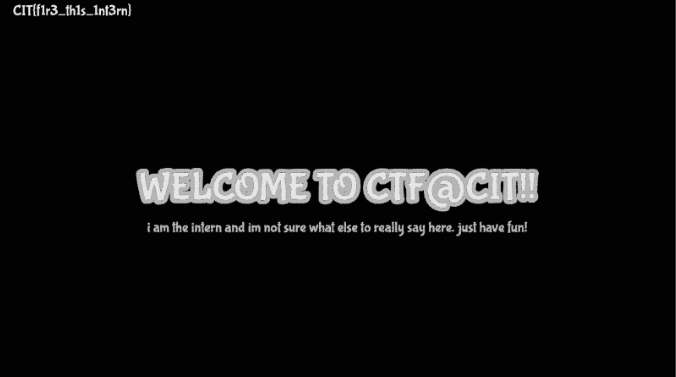 CIT{f1r3_th1s_1nt3rn}
WELCOME TO CTF@CIT!!
i am the intern and im not sure what else to really say here. just have fun!